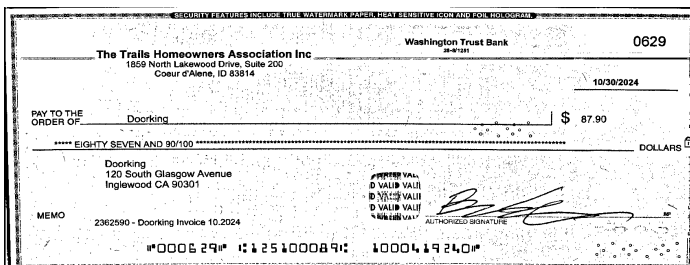 SECURITY FEATURES INCLUDE TRUE WATERMARK PAPER, HEAT SENSITIVE ICON AND FOIL HOLOGRAM.
Washington Trust Bank
0629
The Trails Homeowners Association Inc
1859 North Lakewood Drive, Suite 200
Coeur d'Alene, ID 83814
10/30/2024
PAY TO THE
ORDER OF Doorking $ 87.90
***** EIGHTY SEVEN AND 90/100 DOLLARS
Doorking
120 South Glasgow Avenue
Inglewood CA 90301
VALID
MEMO 2362590 - Doorking Invoice 10.2024
AUTHORIZED SIGNATURE
MP
⑈000629⑈ ⑆125100089⑆ 1000419240⑈